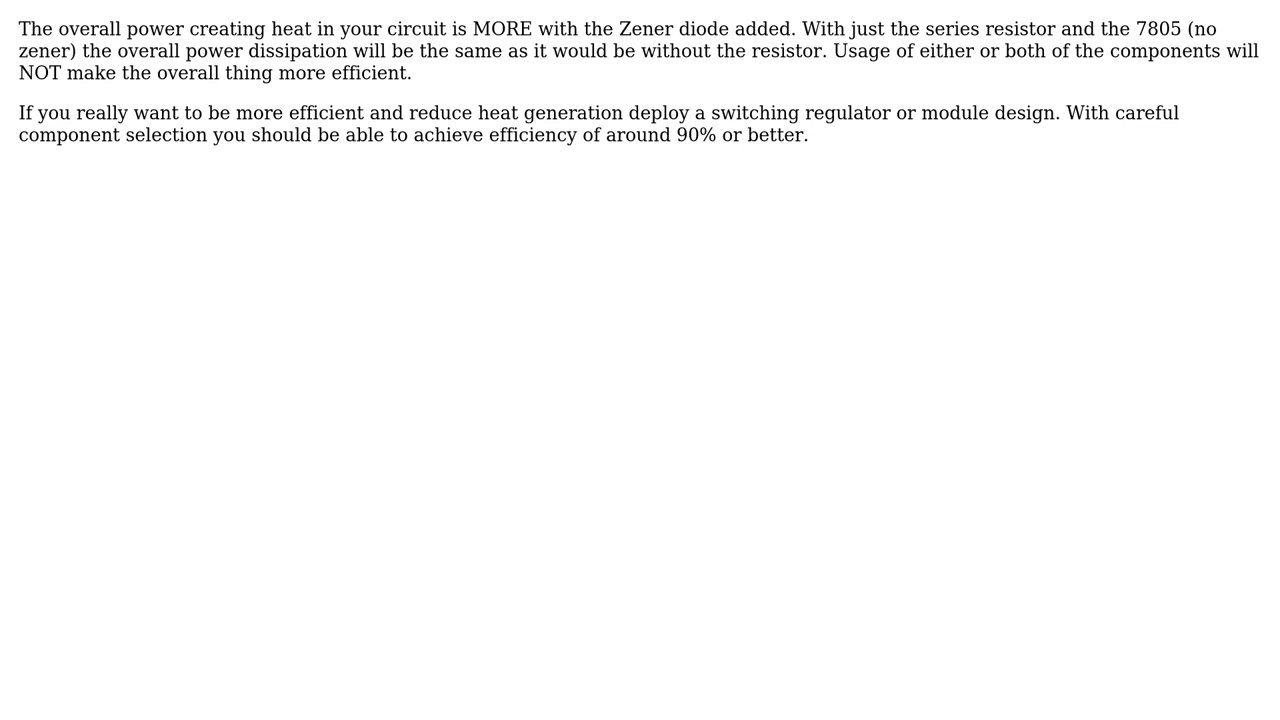 The overall power creating heat in your circuit is MORE with the Zener diode added. With just the series resistor and the 7805 (no
zener) the overall power dissipation will be the same as it would be without the resistor. Usage of either or both of the components will
NOT make the overall thing more efficient.
If you really want to be more efficient and reduce heat generation deploy a switching regulator or module design. With careful
component selection you should be able to achieve efficiency of around 90% or better.